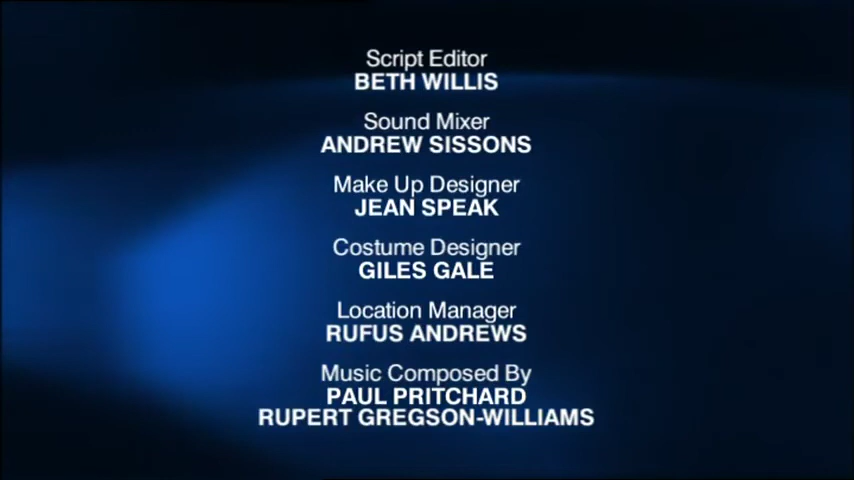 Script Editor
BETH WILLIS
Sound Mixer
ANDREW SISSONS
Make Up Designer
JEAN SPEAK
Costume Designer
GILES GALE
Location Manager
RUFUS ANDREWS
Music Composed By
PAUL PRITCHARD
RUPERT GREGSON-WILLIAMS